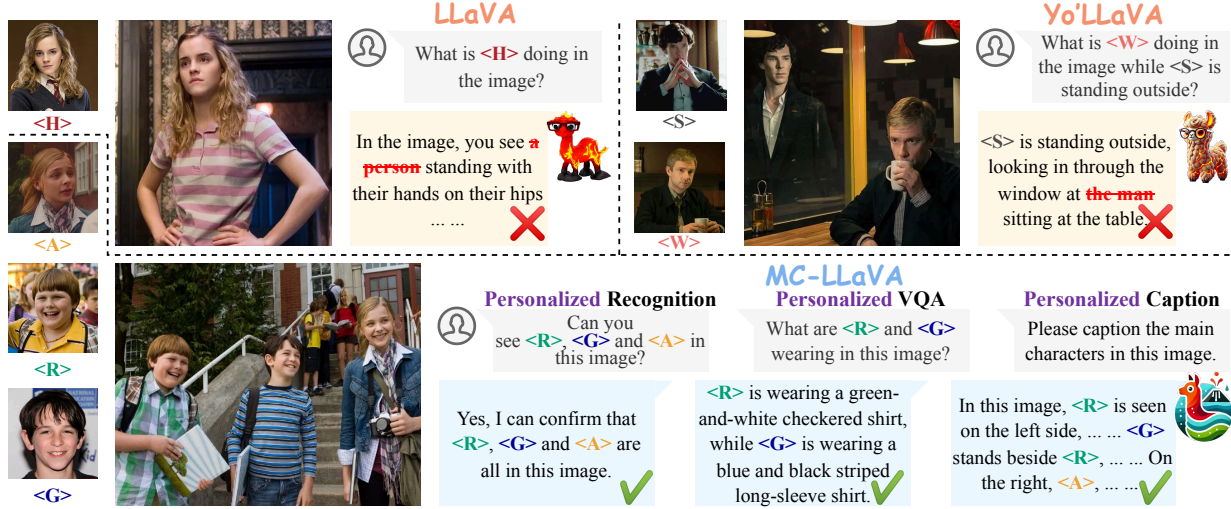 LLaVA
<H>
What is <H> doing in
the image?
In the image, you see a
person standing with
their hands on their hips
... ...
Yo'LLaVA
<S>
<W>
What is <W> doing in
the image while <S> is
standing outside?
<S> is standing outside,
looking in through the
window at the man
sitting at the table.
<A>
<R>
<G>
MC-LLaVA
Personalized Recognition
Can you
see <R>, <G> and <A> in
this image?
Yes, I can confirm that
<R>, <G> and <A> are
all in this image.
Personalized VQA
What are <R> and <G>
wearing in this image?
<R> is wearing a green-
and-white checkered shirt,
while <G> is wearing a
blue and black striped
long-sleeve shirt.
Personalized Caption
Please caption the main
characters in this image.
In this image, <R> is seen
on the left side, ... ... <G>
stands beside <R>, ... ... On
the right, <A>, ... ...